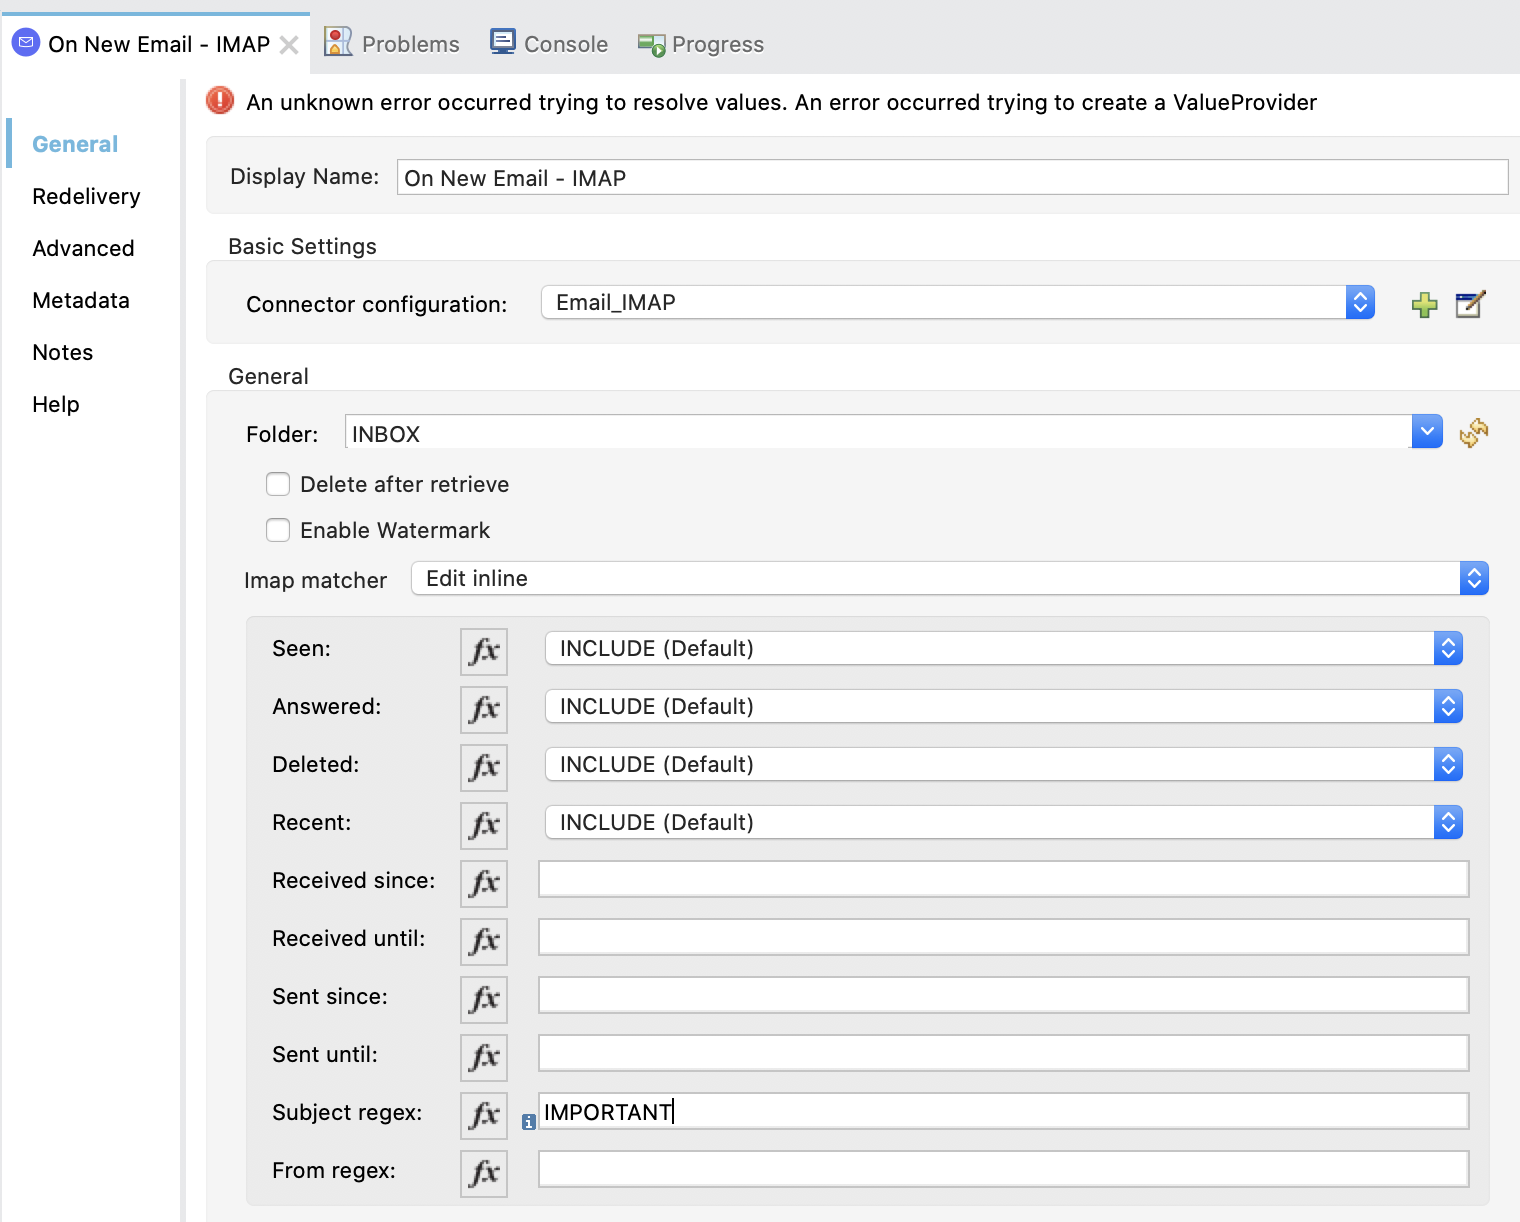 On New Email - IMAP
Problems
Console
Progress
An unknown error occurred trying to resolve values. An error occurred trying to create a ValueProvider
General
Redelivery
Advanced
Metadata
Notes
Help
Display Name: On New Email - IMAP
Basic Settings
Connector configuration: Email_IMAP
General
Folder: INBOX
Delete after retrieve
Enable Watermark
Imap matcher Edit inline
Seen: fx INCLUDE (Default)
Answered: fx INCLUDE (Default)
Deleted: fx INCLUDE (Default)
Recent: fx INCLUDE (Default)
Received since: fx
Received until: fx
Sent since: fx
Sent until: fx
Subject regex: fx i IMPORTANT
From regex: fx